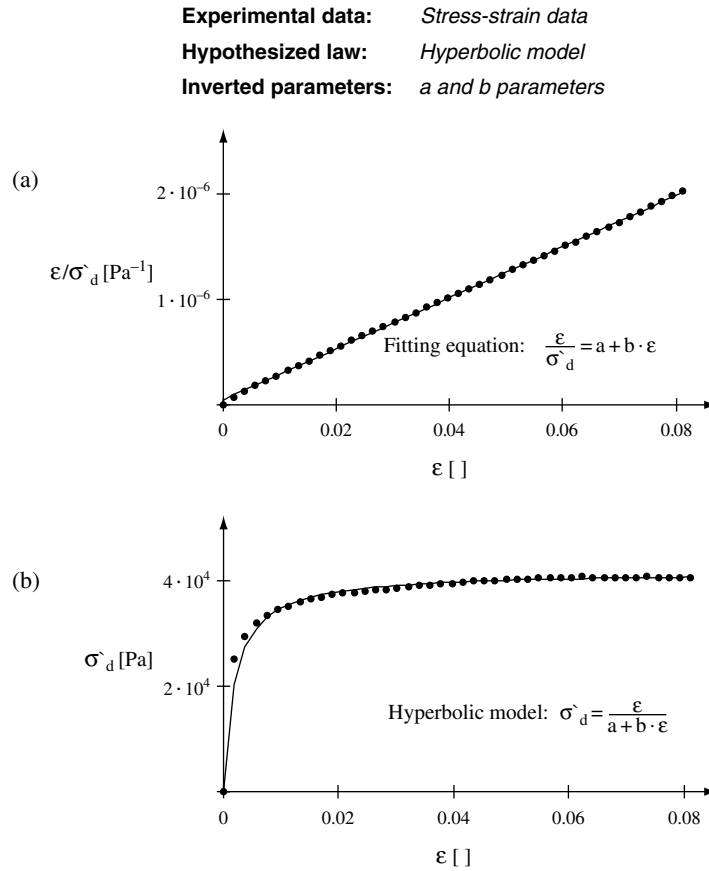 Experimental data: Stress-strain data
Hypothesized law: Hyperbolic model
Inverted parameters: a and b parameters
(a)
2 · 10⁻⁶
ε/σ`d [Pa⁻¹]
1 · 10⁻⁶
Fitting equation: ε/σ`d = a + b · ε
0 0.02 0.04 0.06 0.08
ε [ ]
(b)
4 · 10⁴
σ`d [Pa]
2 · 10⁴
Hyperbolic model: σ`d = ε/a + b · ε
0 0.02 0.04 0.06 0.08
ε [ ]